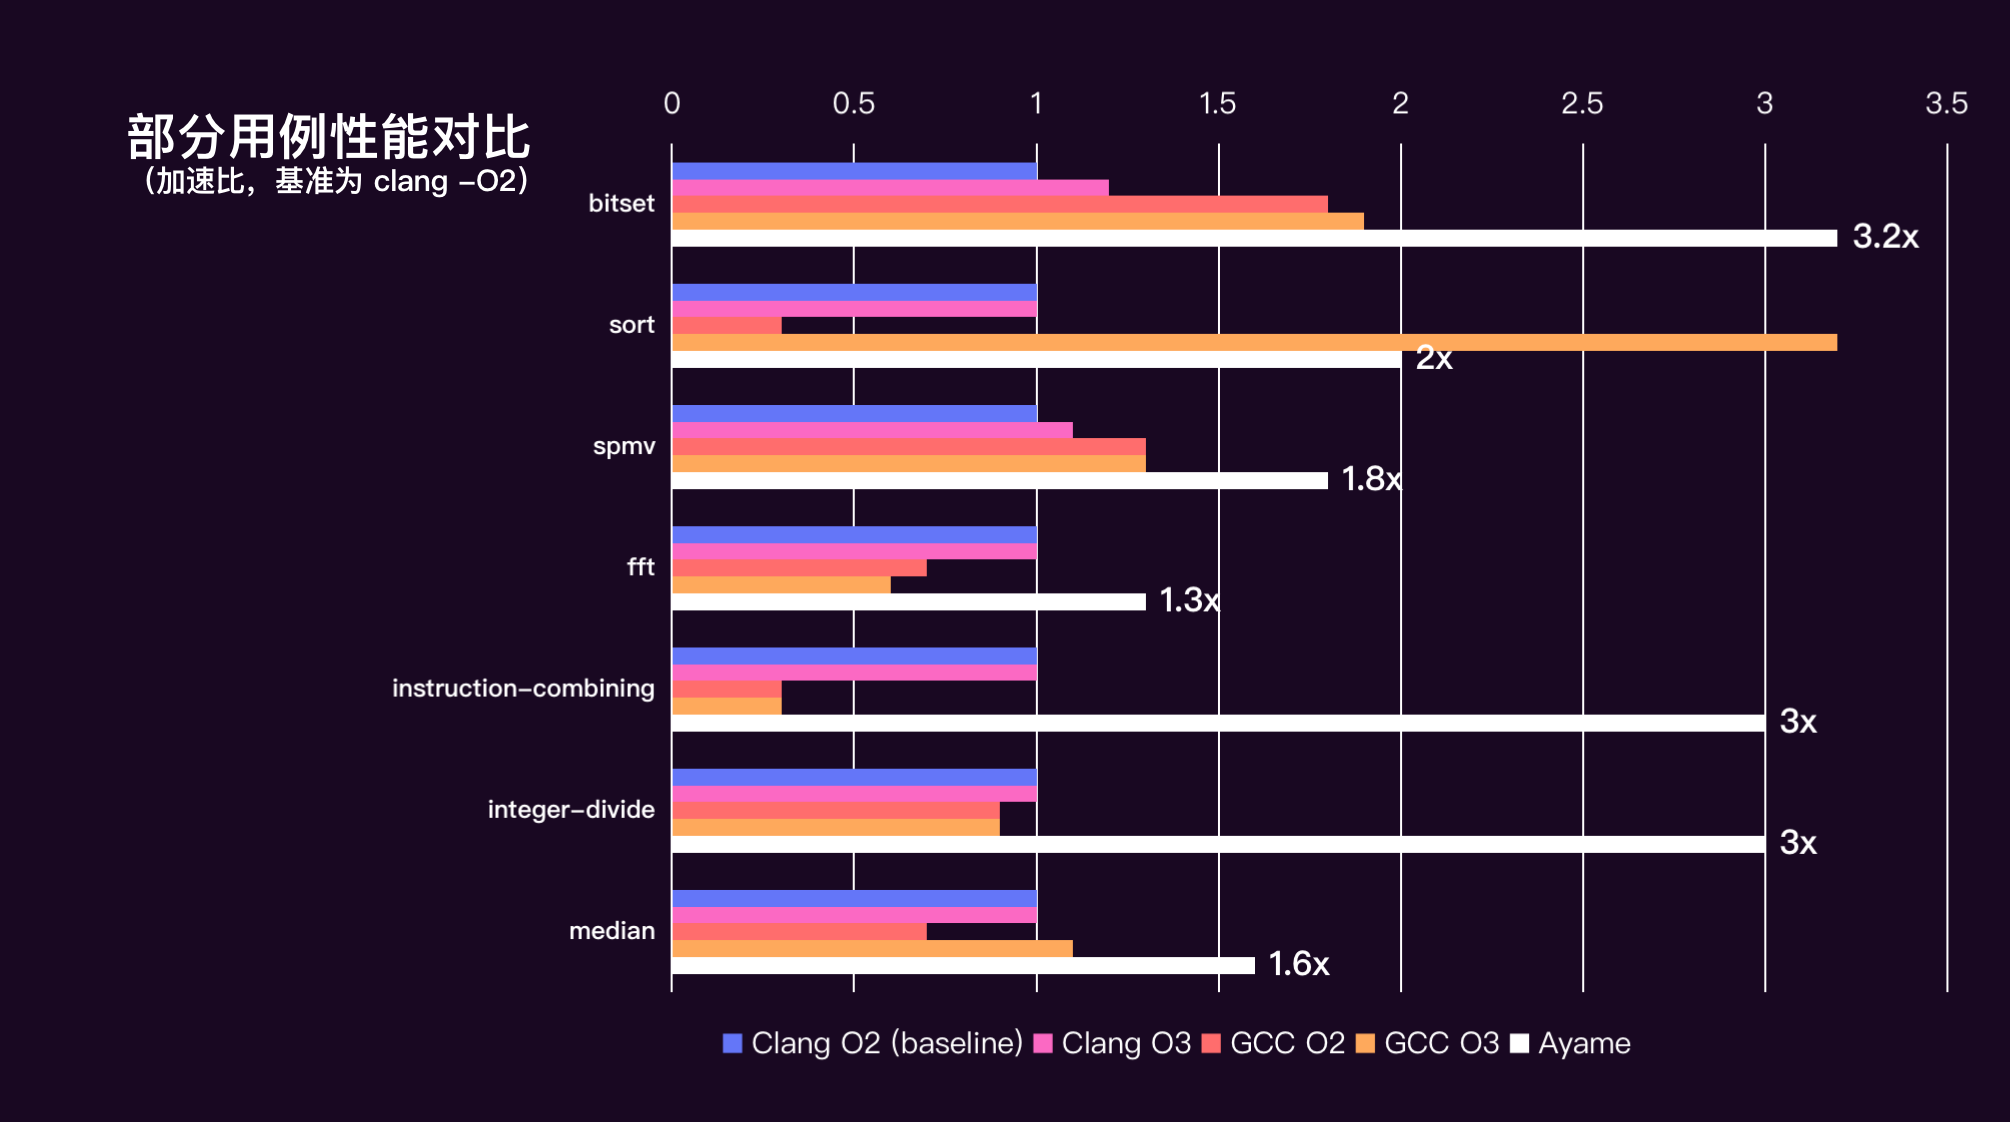 部分用例性能对比
（加速比，基准为 clang -O2）
0 0.5 1 1.5 2 2.5 3 3.5
bitset
3.2x
sort
2x
spmv
1.8x
fft
1.3x
instruction-combining
3x
integer-divide
3x
median
1.6x
Clang O2 (baseline) Clang O3 GCC O2 GCC O3 Ayame